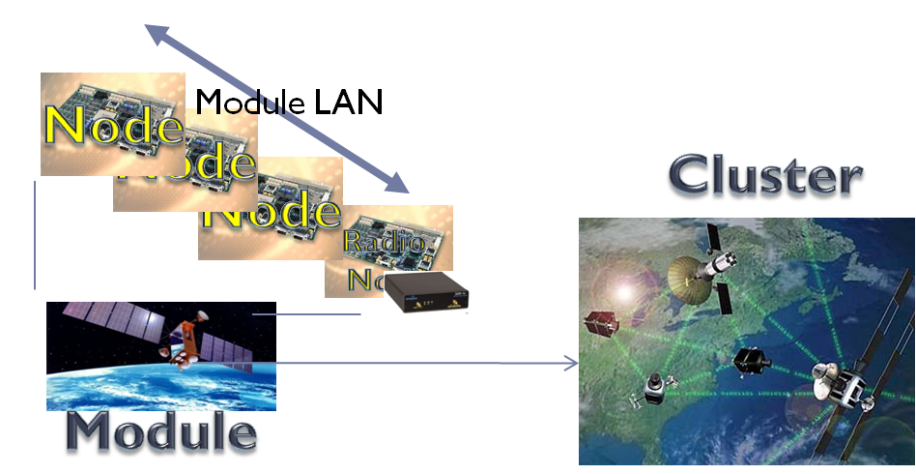 Node
Module LAN
Node
Node
Radio
Cluster
Module